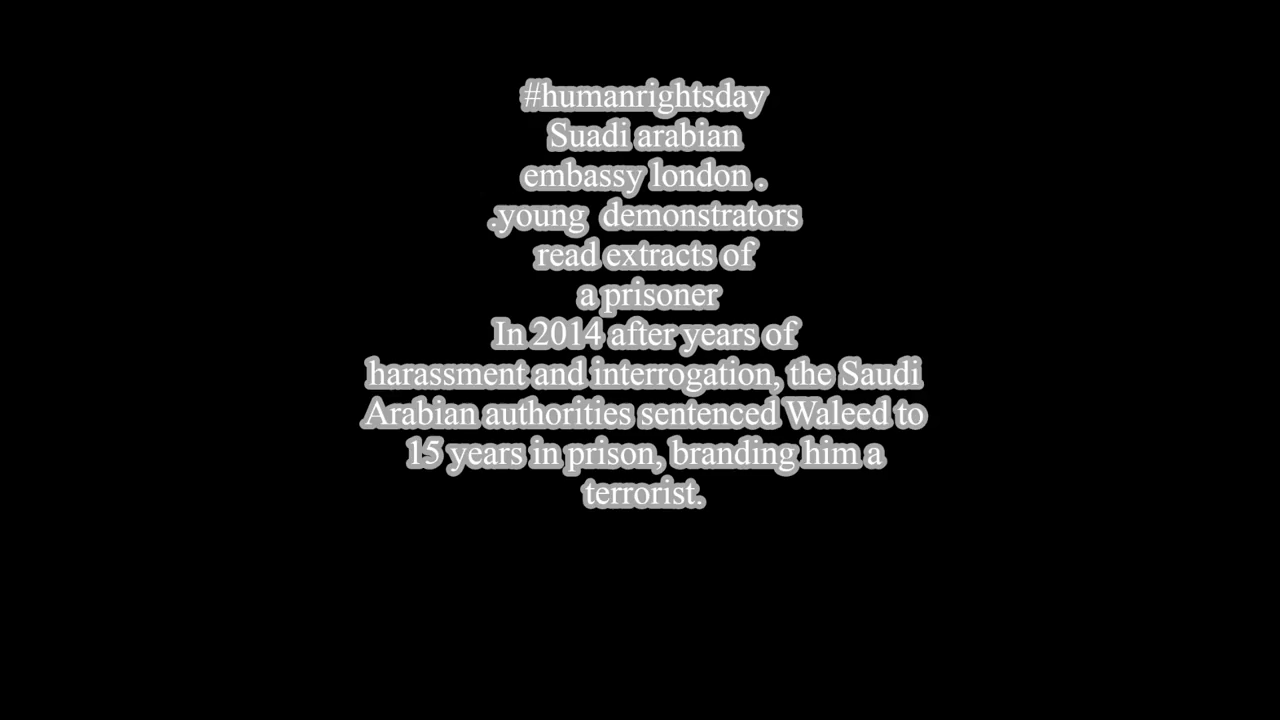 #humanrightsday
Suadi arabian
embassy london .
.young  demonstrators
read extracts of
a prisoner
In 2014 after years of
harassment and interrogation, the Saudi
Arabian authorities sentenced Waleed to
15 years in prison, branding him a
terrorist.